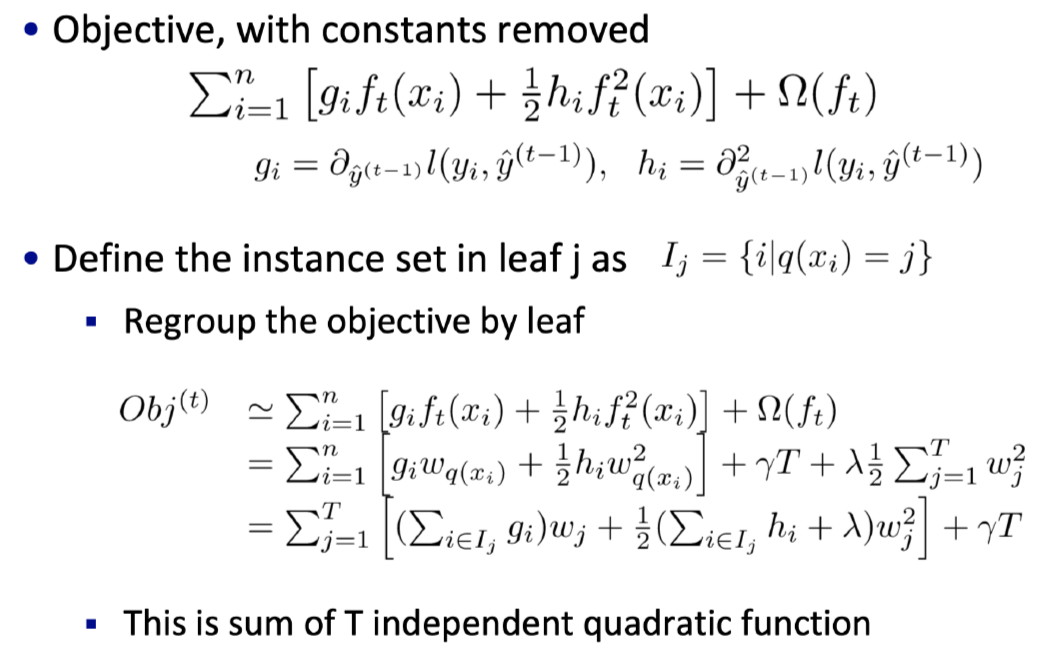 • Objective, with constants removed
$\sum_{i=1}^{n} \left[ g_i f_t(x_i) + \frac{1}{2} h_i f_t^2(x_i) \right] + \Omega(f_t)$
$g_i = \partial_{\hat{y}^{(t-1)}} l(y_i, \hat{y}^{(t-1)}), \quad h_i = \partial^2_{\hat{y}^{(t-1)}} l(y_i, \hat{y}^{(t-1)})$
• Define the instance set in leaf j as $I_j = \{i | q(x_i) = j\}$
▪ Regroup the objective by leaf
$Obj^{(t)} \simeq \sum_{i=1}^{n} \left[ g_i f_t(x_i) + \frac{1}{2} h_i f_t^2(x_i) \right] + \Omega(f_t)$
$= \sum_{i=1}^{n} \left[ g_i w_{q(x_i)} + \frac{1}{2} h_i w_{q(x_i)}^2 \right] + \gamma T + \lambda \frac{1}{2} \sum_{j=1}^{T} w_j^2$
$= \sum_{j=1}^{T} \left[ (\sum_{i \in I_j} g_i) w_j + \frac{1}{2} (\sum_{i \in I_j} h_i + \lambda) w_j^2 \right] + \gamma T$
▪ This is sum of T independent quadratic function